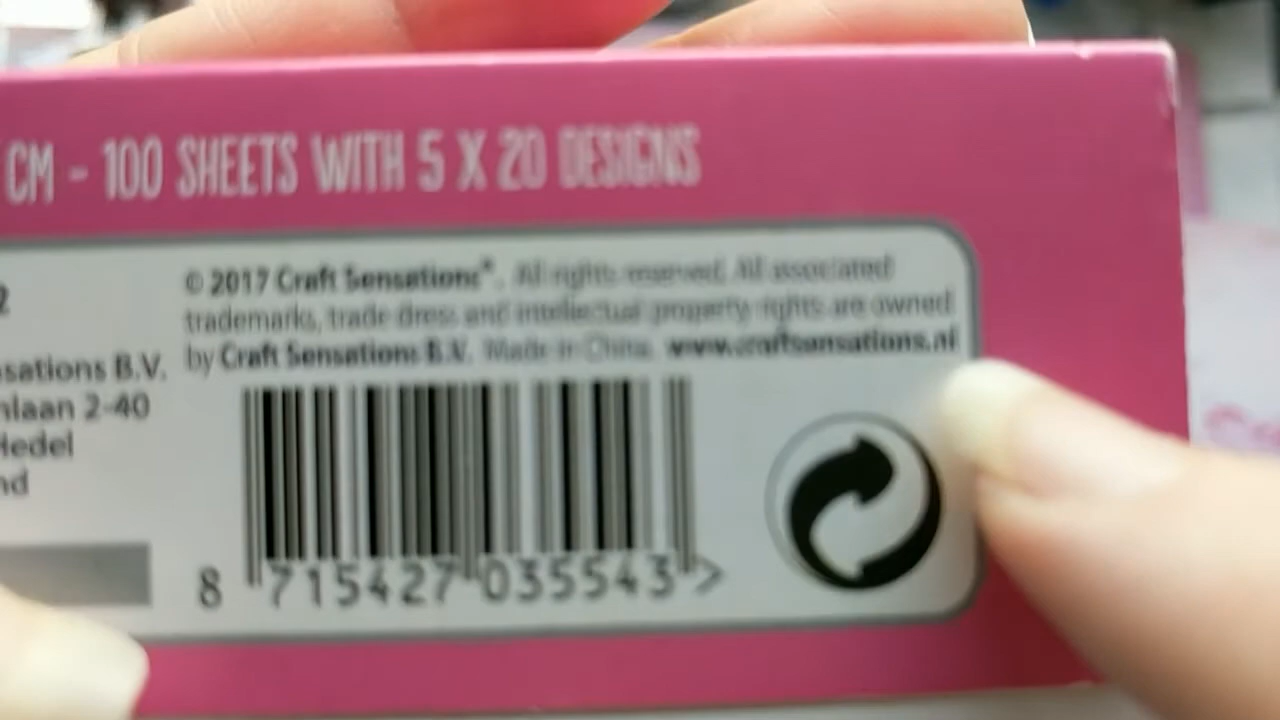 CM - 100 SHEETS WITH 5 X 20 DESIGNS
2
© 2017 Craft Sensations®. All rights reserved. All associated
trademarks, trade dress and intellectual property rights are owned
by Craft Sensations B.V. Made in China. www.craftsensations.nl
sations B.V.
nlaan 2-40
Hedel
nd
8 715427 035543 >